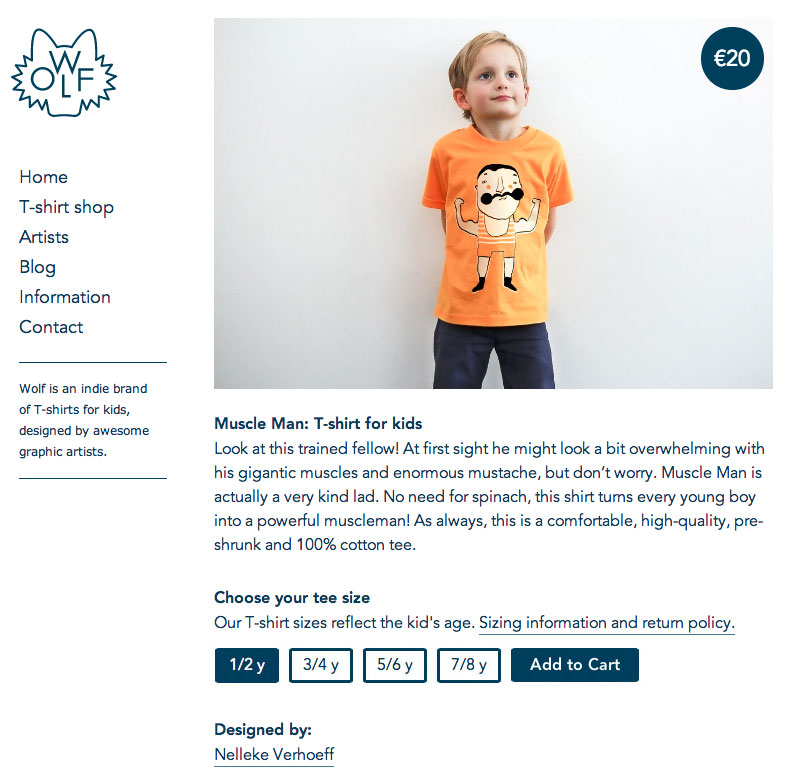 WOLF
Home
T-shirt shop
Artists
Blog
Information
Contact
Wolf is an indie brand
of T-shirts for kids,
designed by awesome
graphic artists.
€20
Muscle Man: T-shirt for kids
Look at this trained fellow! At first sight he might look a bit overwhelming with
his gigantic muscles and enormous mustache, but don’t worry. Muscle Man is
actually a very kind lad. No need for spinach, this shirt turns every young boy
into a powerful muscleman! As always, this is a comfortable, high-quality, pre-
shrunk and 100% cotton tee.
Choose your tee size
Our T-shirt sizes reflect the kid's age. Sizing information and return policy.
1/2 y 3/4 y 5/6 y 7/8 y Add to Cart
Designed by:
Nelleke Verhoeff